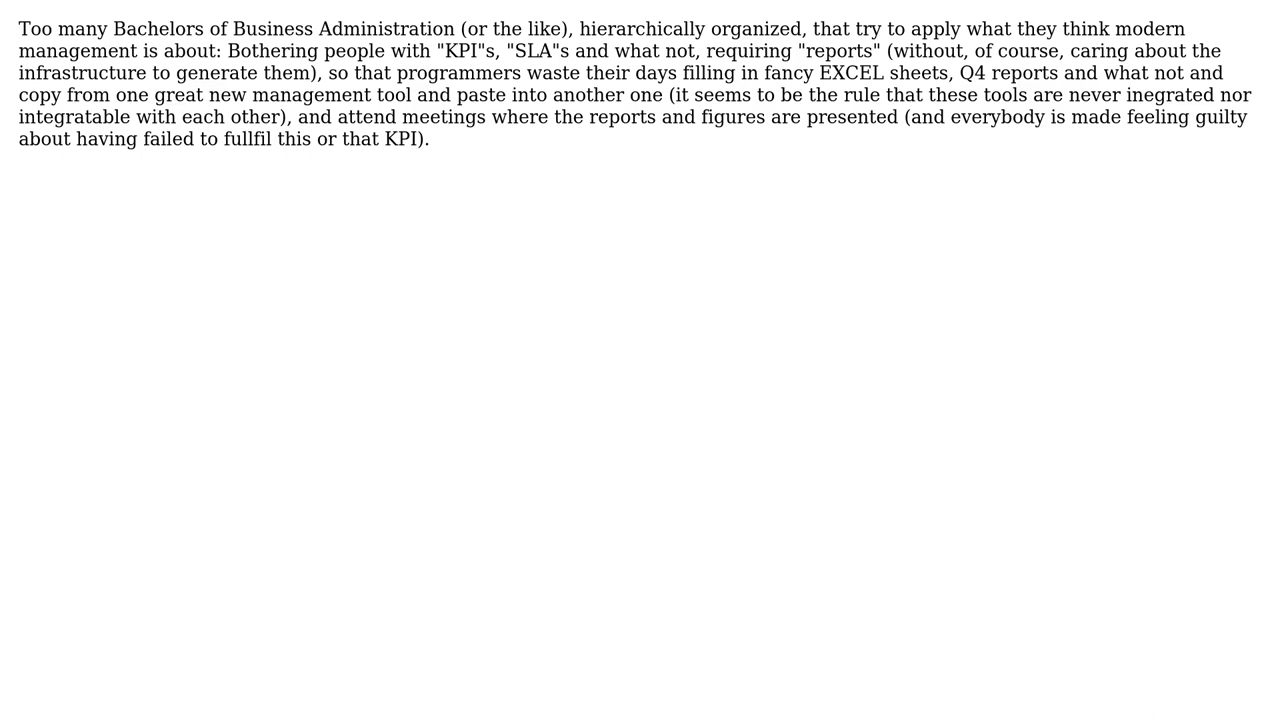 Too many Bachelors of Business Administration (or the like), hierarchically organized, that try to apply what they think modern
management is about: Bothering people with "KPI"s, "SLA"s and what not, requiring "reports" (without, of course, caring about the
infrastructure to generate them), so that programmers waste their days filling in fancy EXCEL sheets, Q4 reports and what not and
copy from one great new management tool and paste into another one (it seems to be the rule that these tools are never inegrated nor
integratable with each other), and attend meetings where the reports and figures are presented (and everybody is made feeling guilty
about having failed to fullfil this or that KPI).